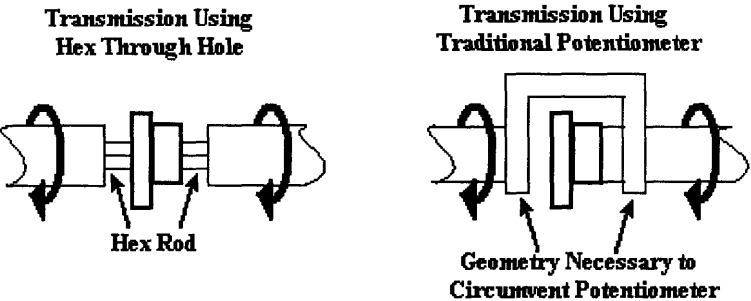 Transmission Using
Hex Through Hole
Transmission Using
Traditional Potentiometer
Hex Rod
Geometry Necessary to
Circumvent Potentiometer